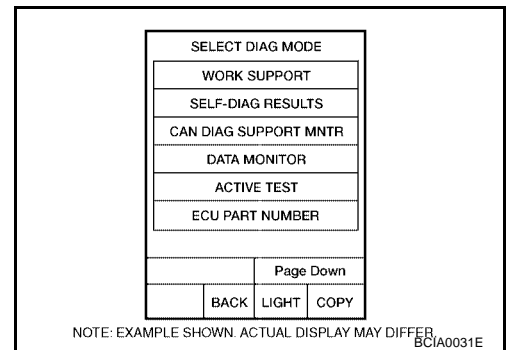 SELECT DIAG MODE
WORK SUPPORT
SELF-DIAG RESULTS
CAN DIAG SUPPORT MNTR
DATA MONITOR
ACTIVE TEST
ECU PART NUMBER
Page Down
BACK LIGHT COPY
NOTE: EXAMPLE SHOWN. ACTUAL DISPLAY MAY DIFFER.
BCIA0031E